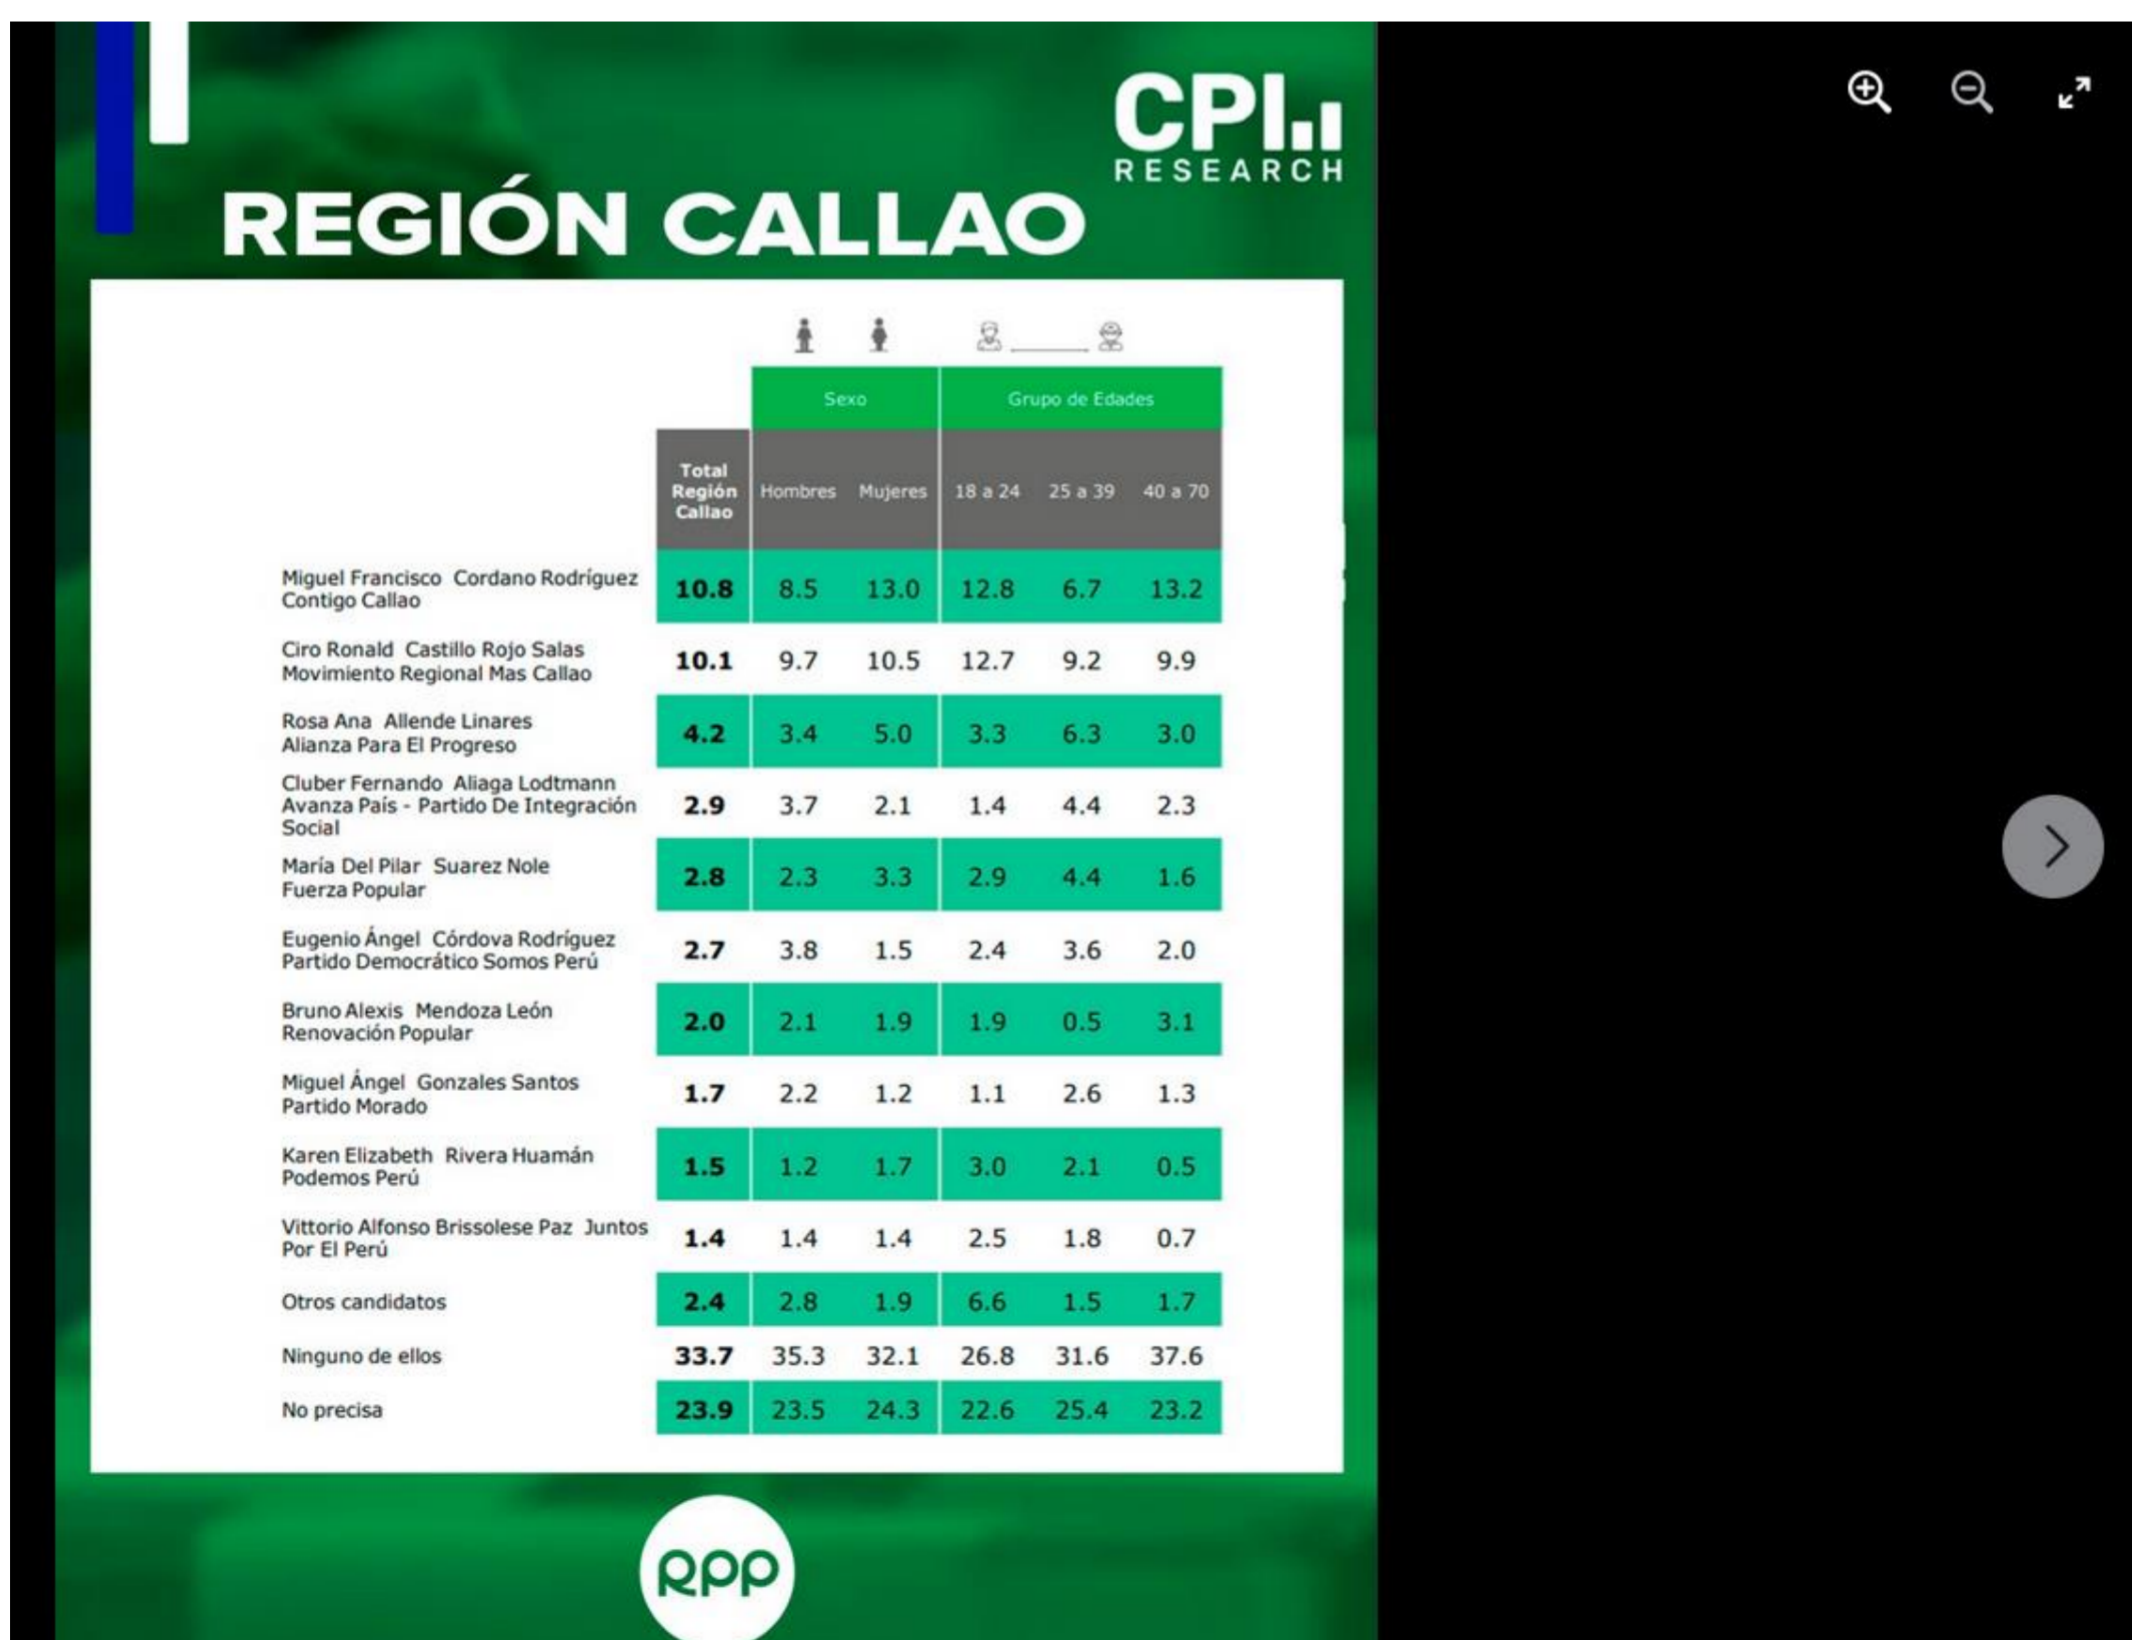 CPI
RESEARCH
REGIÓN CALLAO
Sexo Grupo de Edades
Total
Región
Callao
Hombres Mujeres 18 a 24 25 a 39 40 a 70
Miguel Francisco Cordano Rodríguez
Contigo Callao
10.8 8.5 13.0 12.8 6.7 13.2
Ciro Ronald Castillo Rojo Salas
Movimiento Regional Mas Callao
10.1 9.7 10.5 12.7 9.2 9.9
Rosa Ana Allende Linares
Alianza Para El Progreso
4.2 3.4 5.0 3.3 6.3 3.0
Cluber Fernando Aliaga Lodtmann
Avanza País - Partido De Integración
Social
2.9 3.7 2.1 1.4 4.4 2.3
María Del Pilar Suarez Nole
Fuerza Popular
2.8 2.3 3.3 2.9 4.4 1.6
Eugenio Ángel Córdova Rodríguez
Partido Democrático Somos Perú
2.7 3.8 1.5 2.4 3.6 2.0
Bruno Alexis Mendoza León
Renovación Popular
2.0 2.1 1.9 1.9 0.5 3.1
Miguel Ángel Gonzales Santos
Partido Morado
1.7 2.2 1.2 1.1 2.6 1.3
Karen Elizabeth Rivera Huamán
Podemos Perú
1.5 1.2 1.7 3.0 2.1 0.5
Vittorio Alfonso Brissolese Paz Juntos
Por El Perú
1.4 1.4 1.4 2.5 1.8 0.7
Otros candidatos 2.4 2.8 1.9 6.6 1.5 1.7
Ninguno de ellos 33.7 35.3 32.1 26.8 31.6 37.6
No precisa 23.9 23.5 24.3 22.6 25.4 23.2
RPP